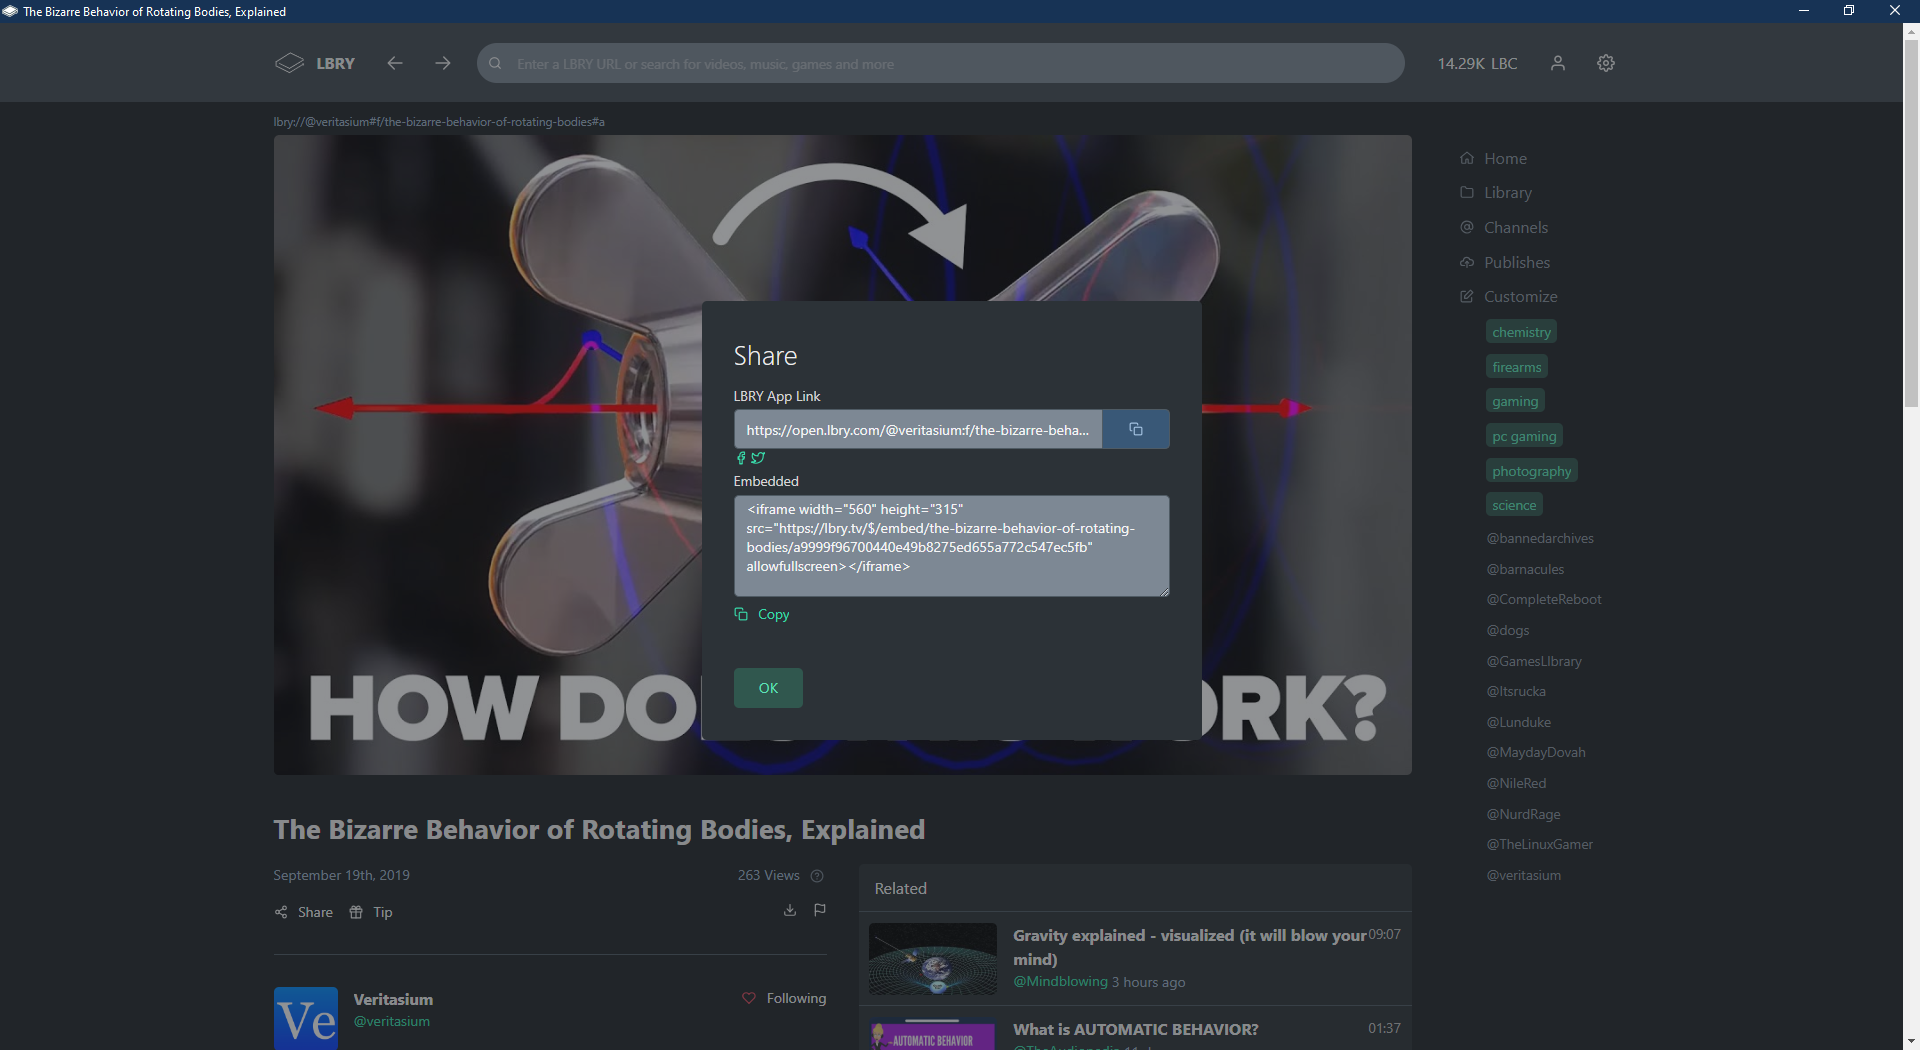 The Bizarre Behavior of Rotating Bodies, Explained
LBRY
Enter a LBRY URL or search for videos, music, games and more
14.29K LBC
lbry://@veritasium#f/the-bizarre-behavior-of-rotating-bodies#a
Home
Library
Channels
Publishes
Customize
chemistry
firearms
gaming
pc gaming
photography
science
@bannedarchives
@barnacules
@CompleteReboot
@dogs
@GamesLIbrary
@Itsrucka
@Lunduke
@MaydayDovah
@NileRed
@NurdRage
@TheLinuxGamer
@veritasium
Share
LBRY App Link
https://open.lbry.com/@veritasium:f/the-bizarre-beha...
Embedded
<iframe width="560" height="315"
src="https://lbry.tv/$/embed/the-bizarre-behavior-of-rotating-
bodies/a9999f96700440e49b8275ed655a772c547ec5fb"
allowfullscreen></iframe>
Copy
OK
HOW DO ORK?
The Bizarre Behavior of Rotating Bodies, Explained
September 19th, 2019
263 Views
Share
Tip
Ve
Veritasium
@veritasium
Following
Related
Gravity explained - visualized (it will blow your
mind)
09:07
@Mindblowing 3 hours ago
AUTOMATIC BEHAVIOR
What is AUTOMATIC BEHAVIOR?
01:37